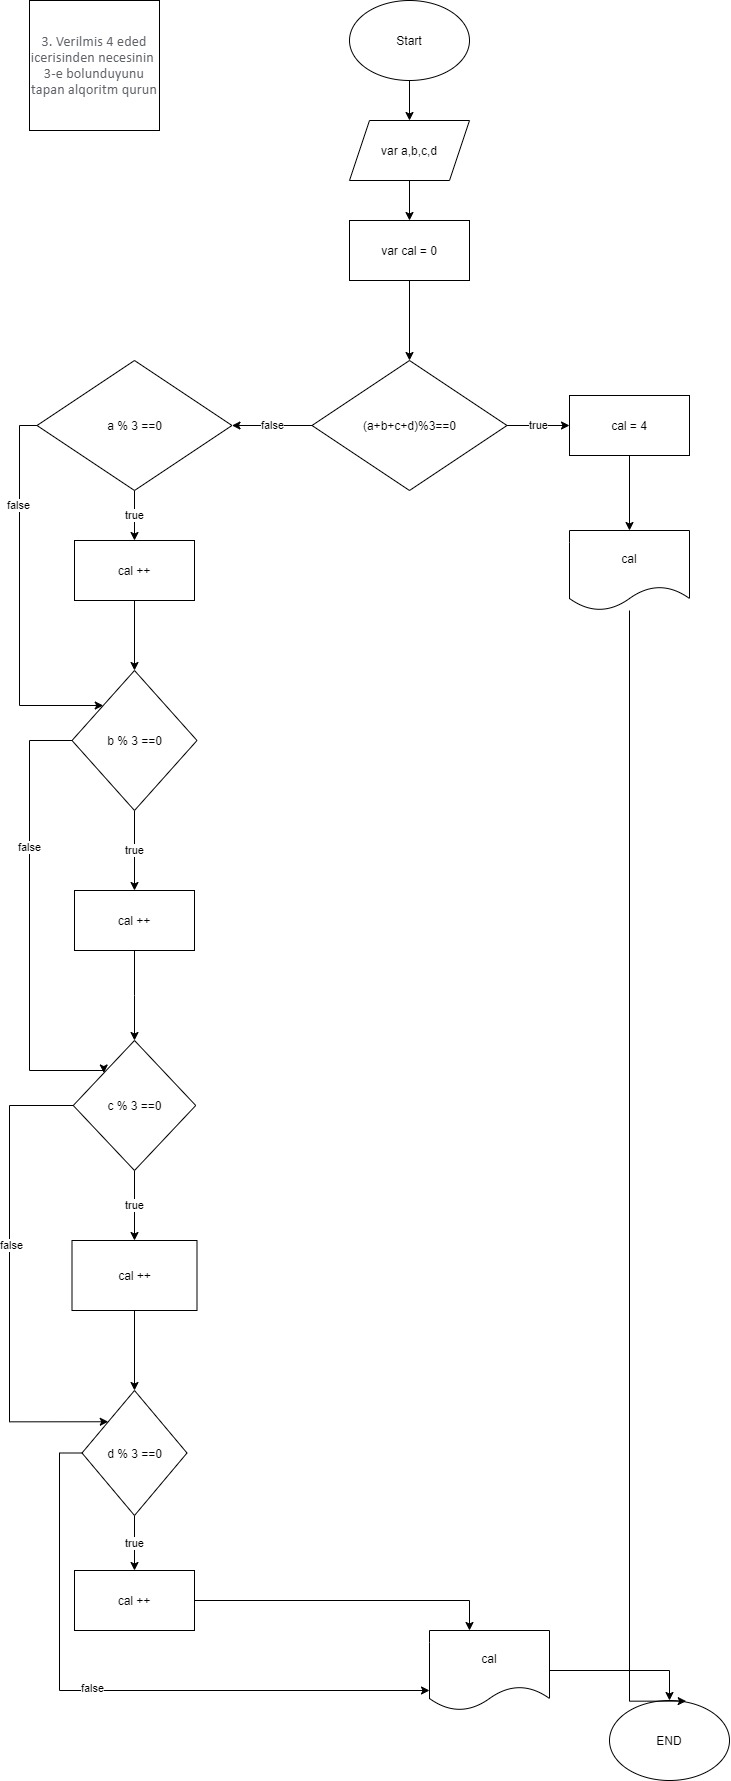 3. Verilmis 4 eded
icerisinden necesinin
3-e bolunduyunu
tapan alqoritm qurun
Start
var a,b,c,d
var cal = 0
a % 3 ==0
false
(a+b+c+d)%3==0
true
cal = 4
false
true
cal
cal ++
b % 3 ==0
false
true
cal ++
c % 3 ==0
true
false
cal ++
d % 3 ==0
true
cal ++
cal
false
END